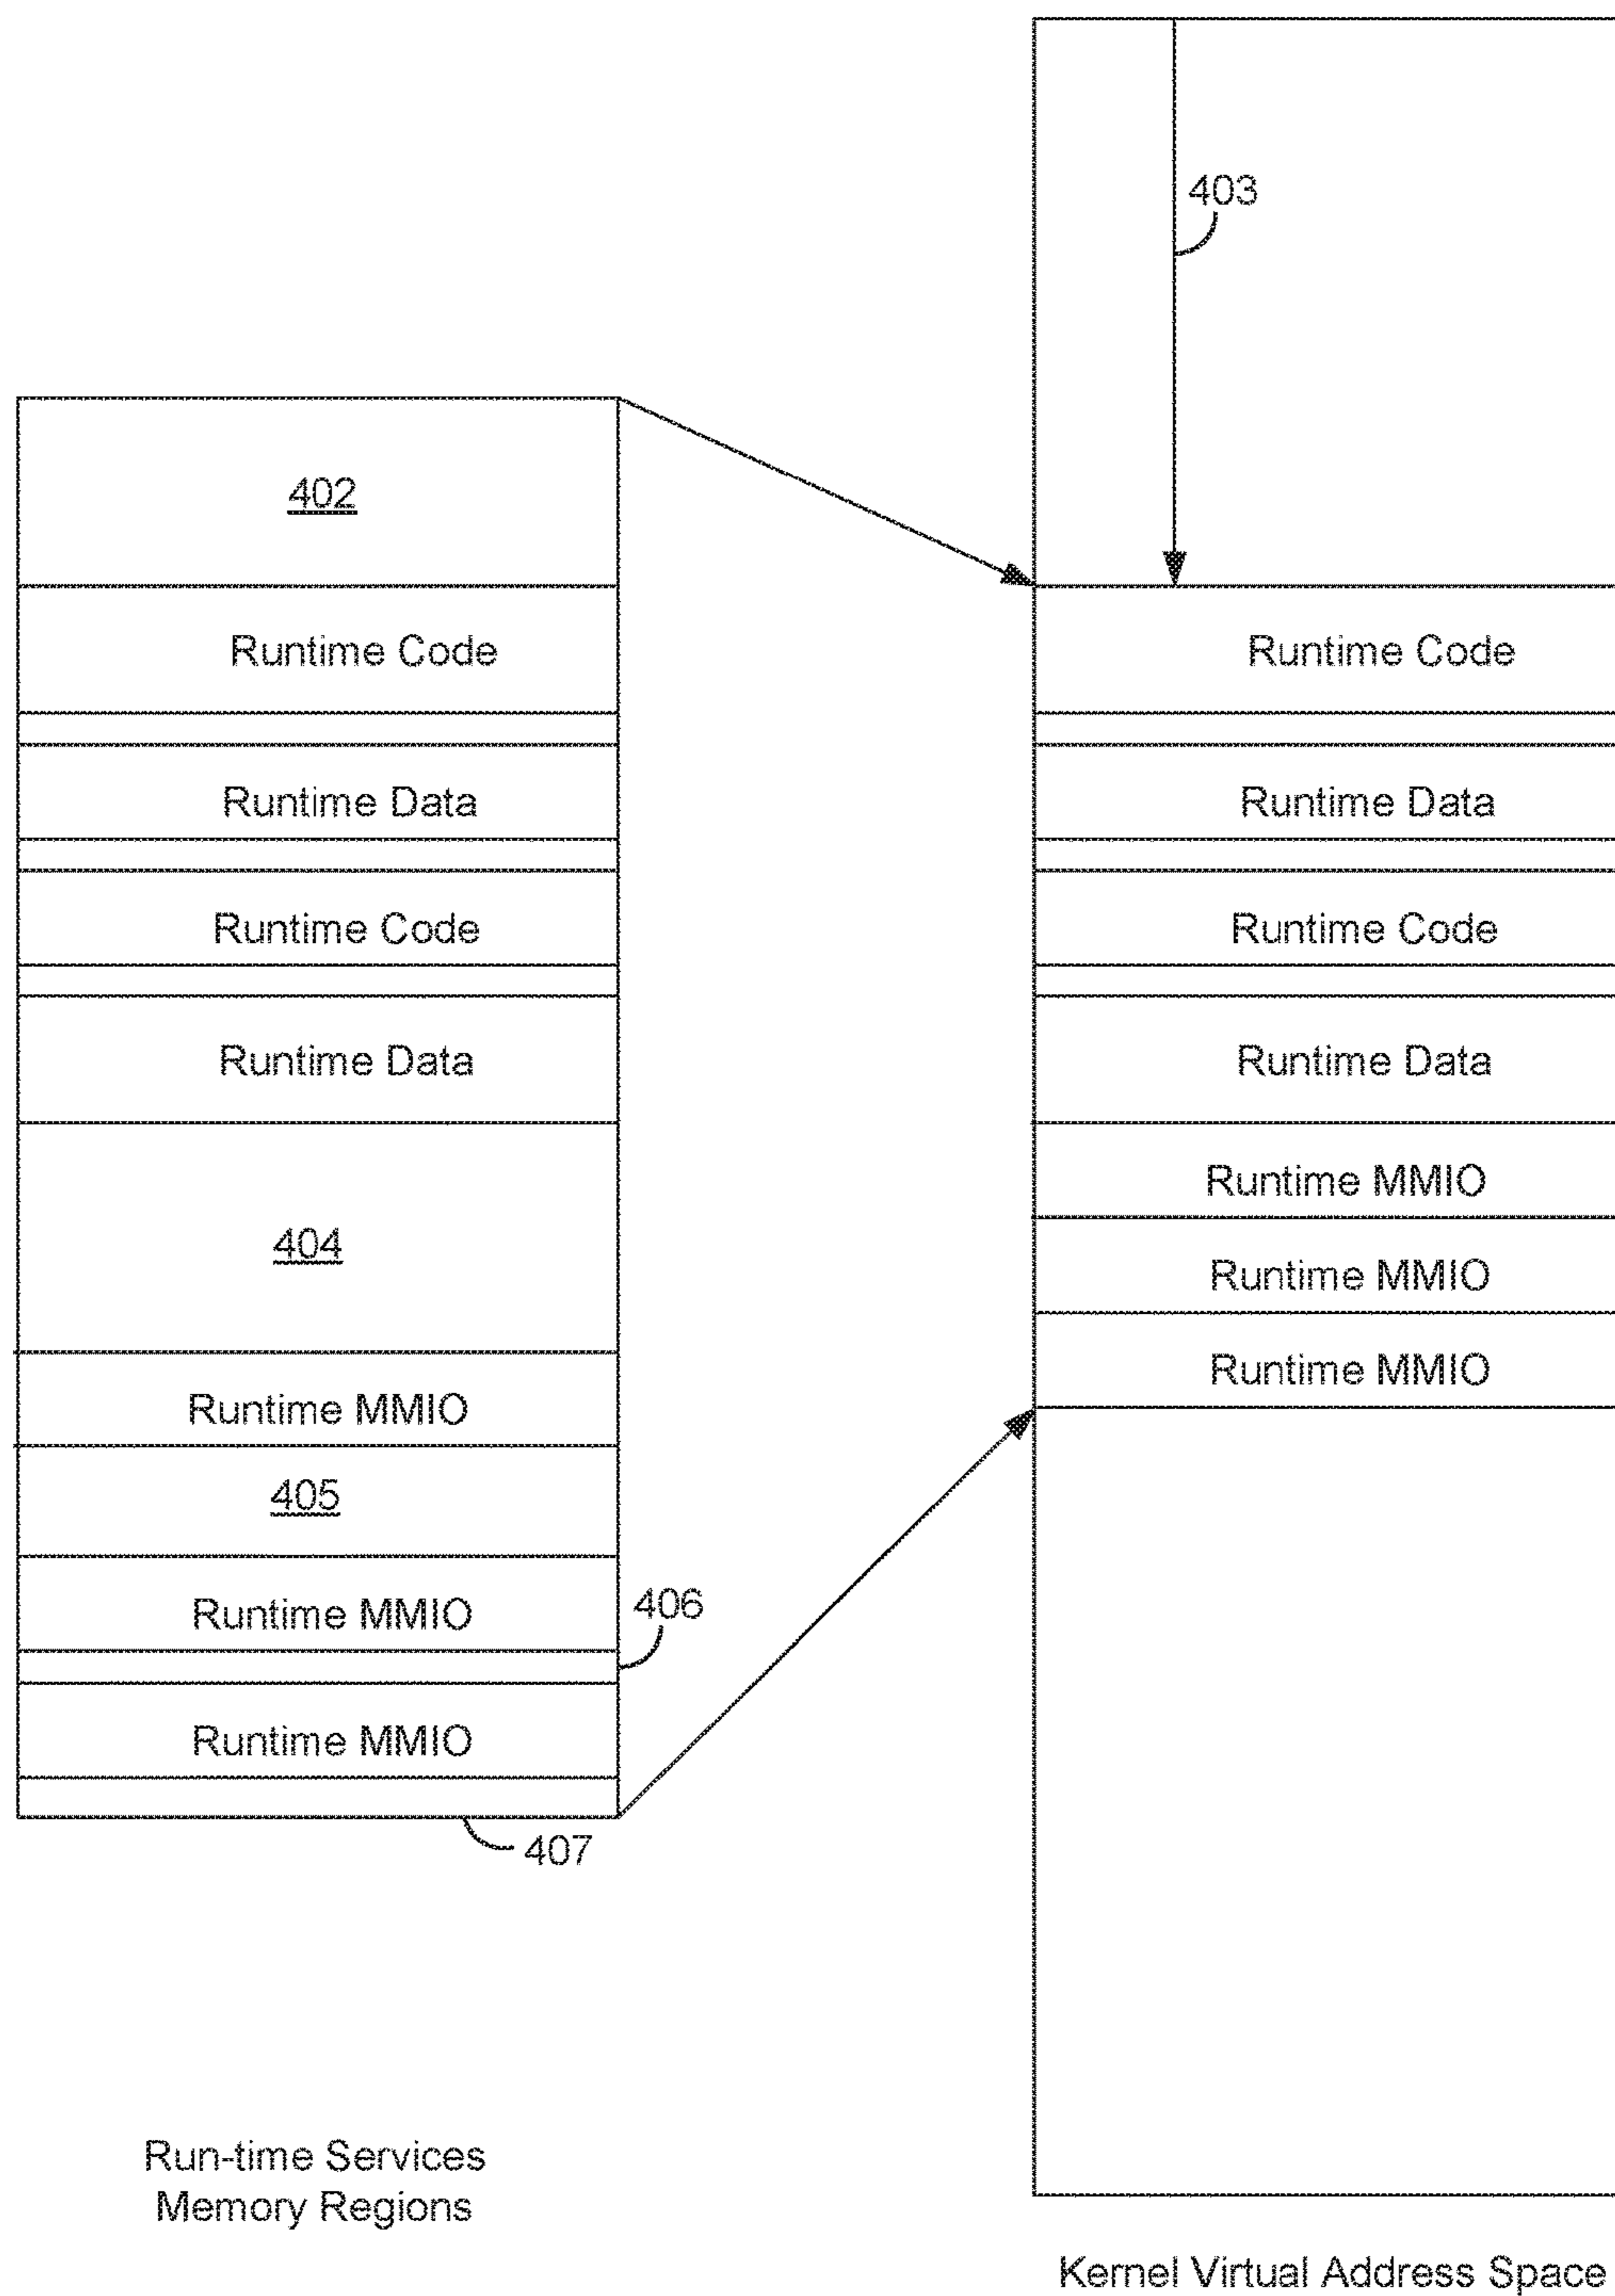 403
402
Runtime Code
Runtime Data
Runtime Code
Runtime Data
404
Runtime MMIO
405
Runtime MMIO
406
Runtime MMIO
407
Run-time Services
Memory Regions
Runtime Code
Runtime Data
Runtime Code
Runtime Data
Runtime MMIO
Runtime MMIO
Runtime MMIO
Kernel Virtual Address Space